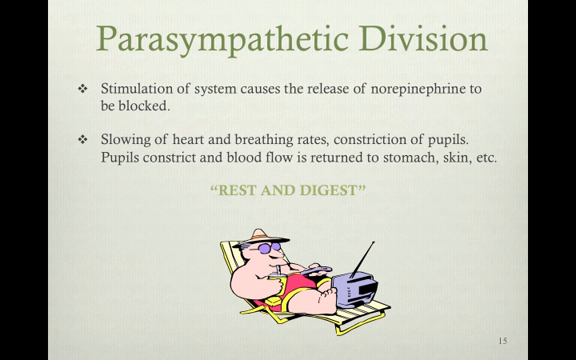 Parasympathetic Division
❖ Stimulation of system causes the release of norepinephrine to
be blocked.
❖ Slowing of heart and breathing rates, constriction of pupils.
Pupils constrict and blood flow is returned to stomach, skin, etc.
“REST AND DIGEST”
15